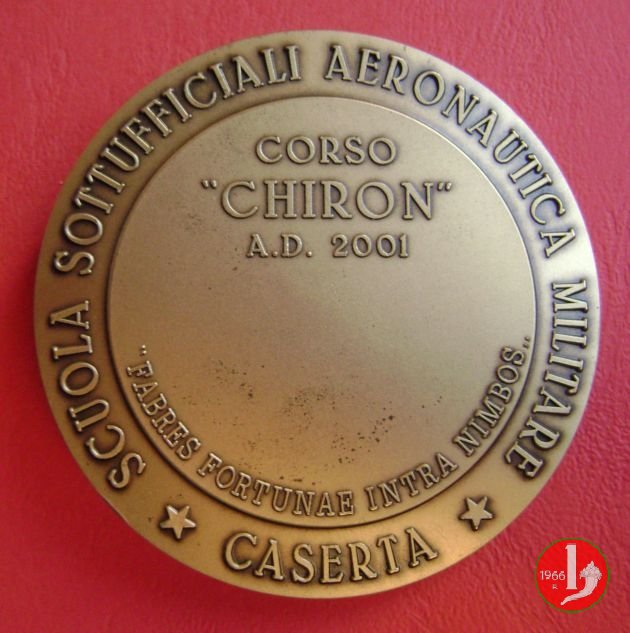 SCUOLA SOTTUFFICIALI AERONAUTICA MILITARE
CORSO
"CHIRON"
A.D. 2001
"FABRES FORTUNAE INTRA NIMBOS"
CASERTA
1966
R